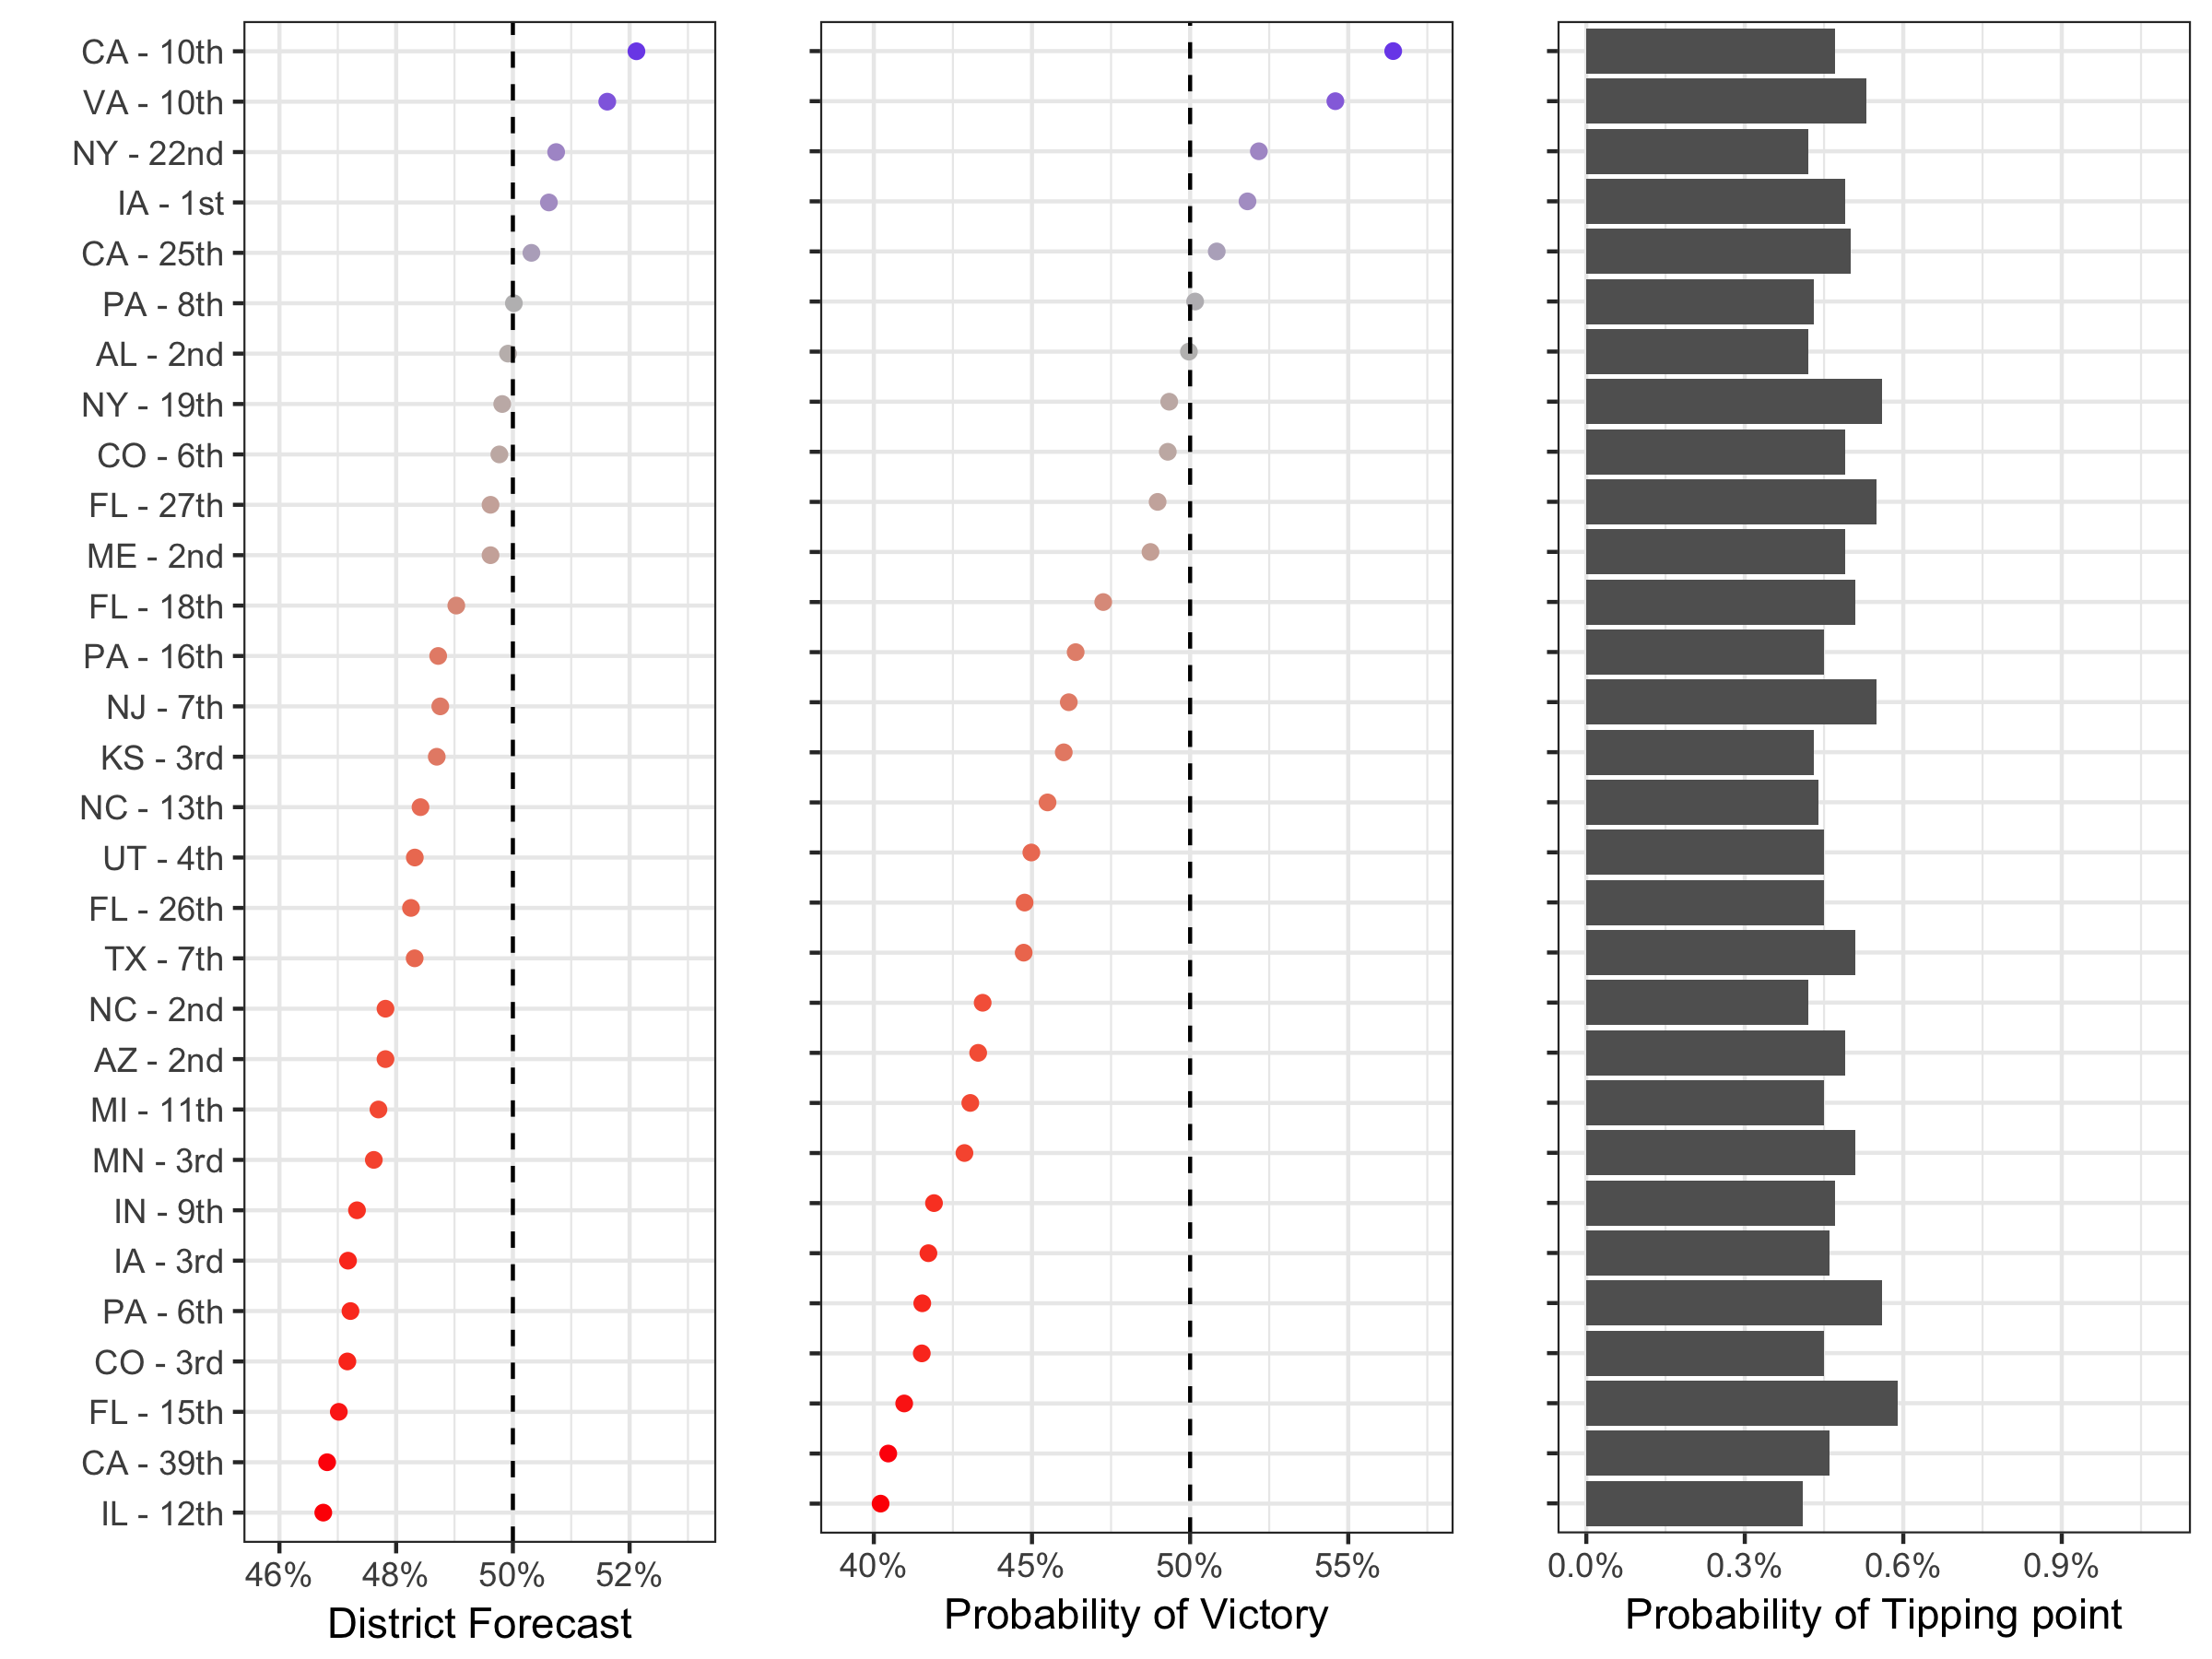 CA - 10th
VA - 10th
NY - 22nd
IA - 1st
CA - 25th
PA - 8th
AL - 2nd
NY - 19th
CO - 6th
FL - 27th
ME - 2nd
FL - 18th
PA - 16th
NJ - 7th
KS - 3rd
NC - 13th
UT - 4th
FL - 26th
TX - 7th
NC - 2nd
AZ - 2nd
MI - 11th
MN - 3rd
IN - 9th
IA - 3rd
PA - 6th
CO - 3rd
FL - 15th
CA - 39th
IL - 12th
46% 48% 50% 52%
District Forecast
40% 45% 50% 55%
Probability of Victory
0.0% 0.3% 0.6% 0.9%
Probability of Tipping point